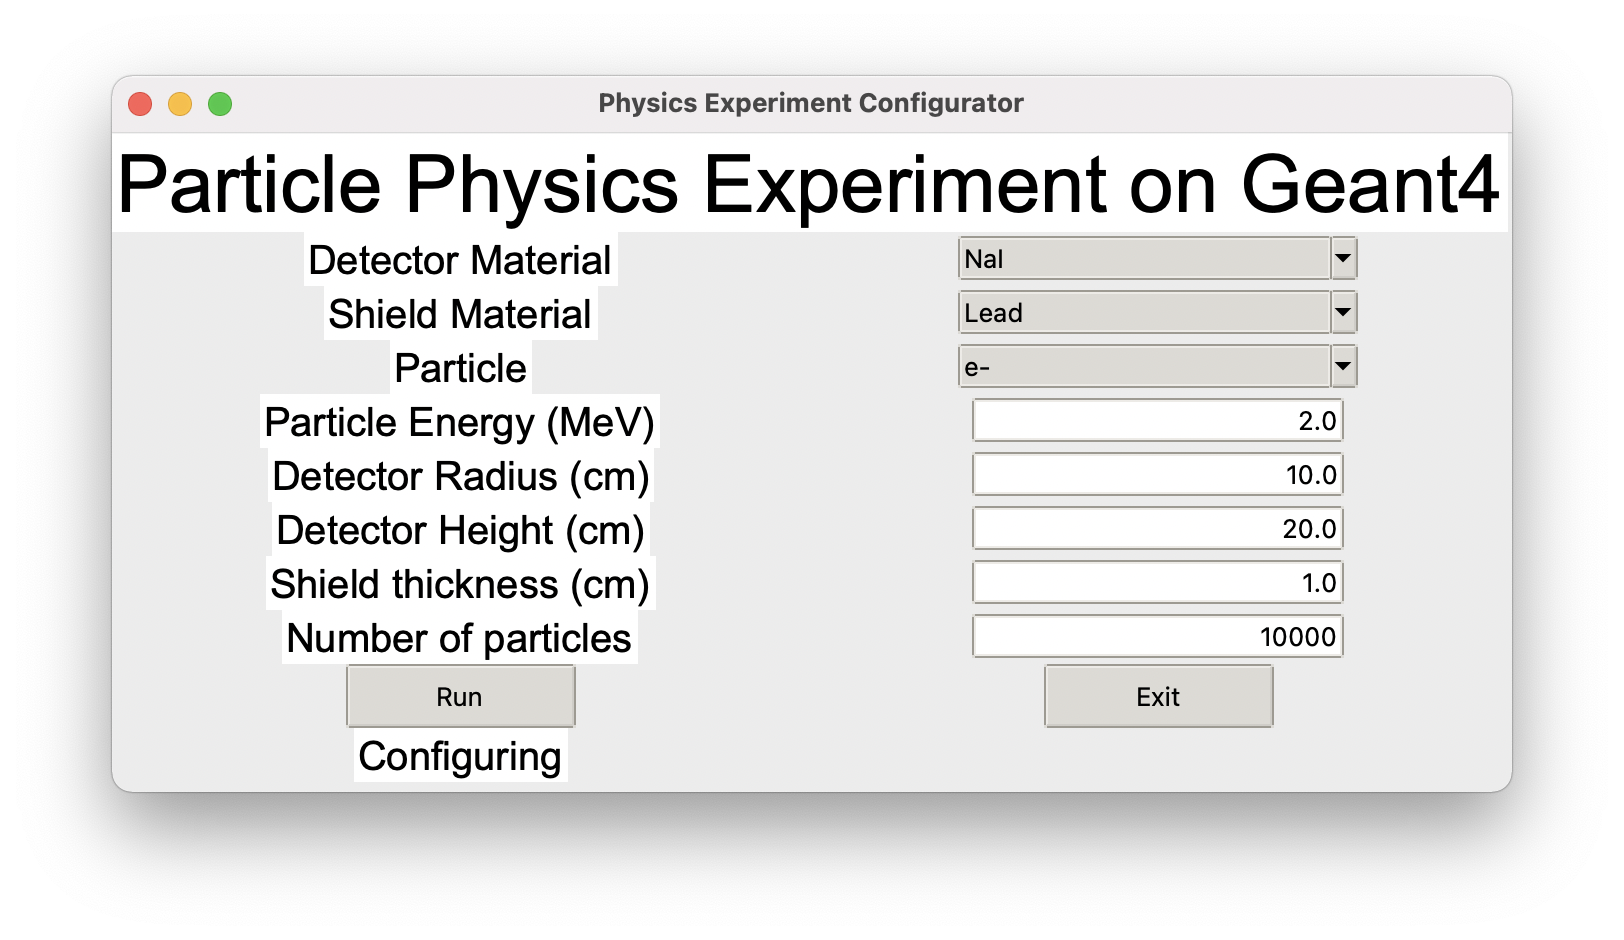 Physics Experiment Configurator
Particle Physics Experiment on Geant4
Detector Material NaI
Shield Material Lead
Particle e-
Particle Energy (MeV) 2.0
Detector Radius (cm) 10.0
Detector Height (cm) 20.0
Shield thickness (cm) 1.0
Number of particles 10000
Run Exit
Configuring